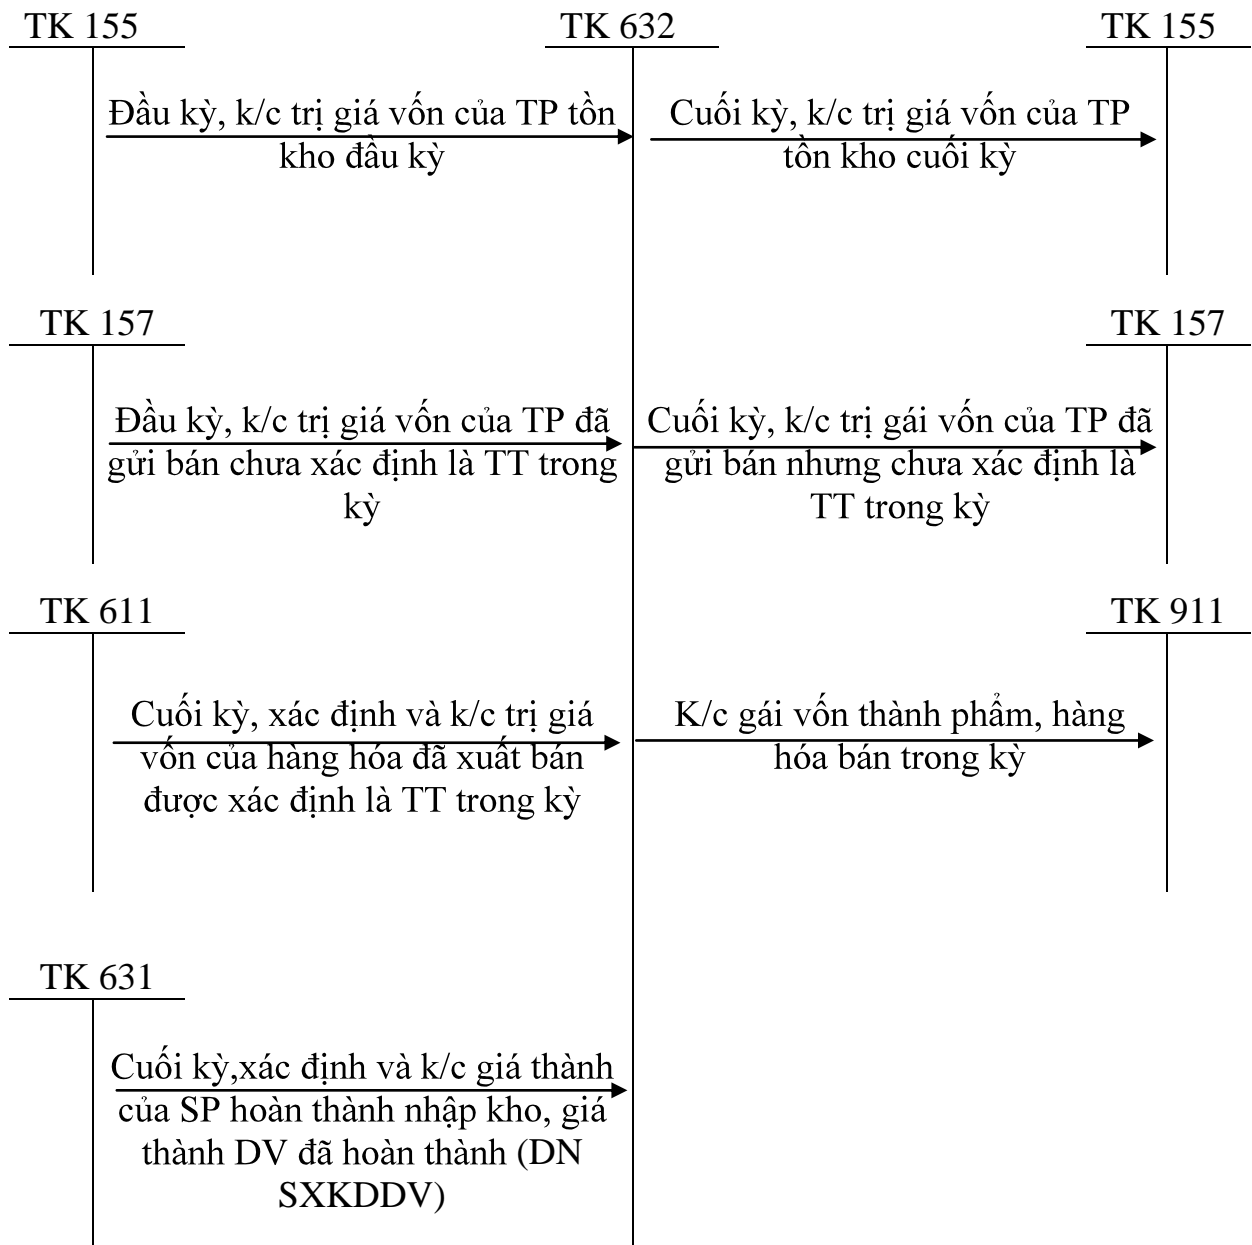 TK 155
TK 632
TK 155
Đầu kỳ, k/c trị giá vốn của TP tồn
kho đầu kỳ
Cuối kỳ, k/c trị giá vốn của TP
tồn kho cuối kỳ
TK 157
TK 157
Đầu kỳ, k/c trị giá vốn của TP đã
gửi bán chưa xác định là TT trong
kỳ
Cuối kỳ, k/c trị gái vốn của TP đã
gửi bán nhưng chưa xác định là
TT trong kỳ
TK 611
TK 911
Cuối kỳ, xác định và k/c trị giá
vốn của hàng hóa đã xuất bán
được xác định là TT trong kỳ
K/c gái vốn thành phẩm, hàng
hóa bán trong kỳ
TK 631
Cuối kỳ,xác định và k/c giá thành
của SP hoàn thành nhập kho, giá
thành DV đã hoàn thành (DN
SXKDDV)